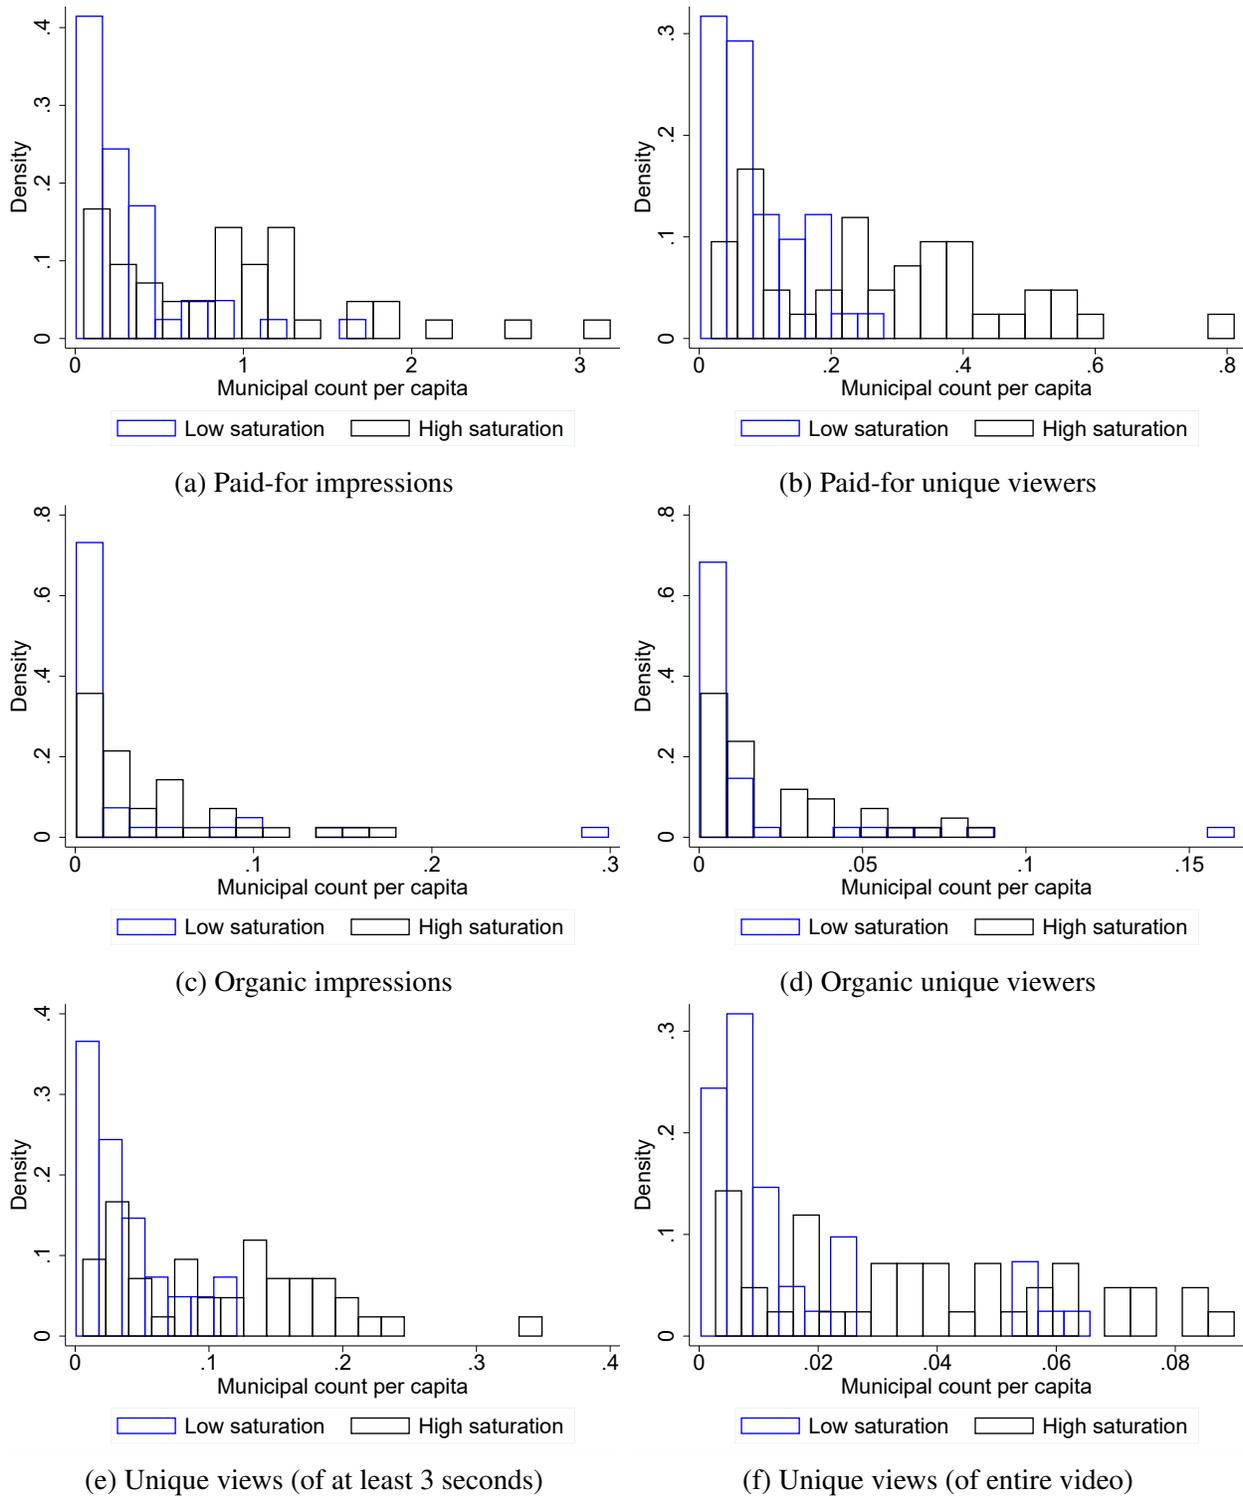 Density
.4
.3
.2
.1
0
0 1 2 3
Municipal count per capita
Low saturation High saturation
(a) Paid-for impressions
Density
.3
.2
.1
0
0 .2 .4 .6 .8
Municipal count per capita
Low saturation High saturation
(b) Paid-for unique viewers
Density
.8
.6
.4
.2
0
0 .1 .2 .3
Municipal count per capita
Low saturation High saturation
(c) Organic impressions
Density
.8
.6
.4
.2
0
0 .05 .1 .15
Municipal count per capita
Low saturation High saturation
(d) Organic unique viewers
Density
.4
.3
.2
.1
0
0 .1 .2 .3 .4
Municipal count per capita
Low saturation High saturation
(e) Unique views (of at least 3 seconds)
Density
.3
.2
.1
0
0 .02 .04 .06 .08
Municipal count per capita
Low saturation High saturation
(f) Unique views (of entire video)